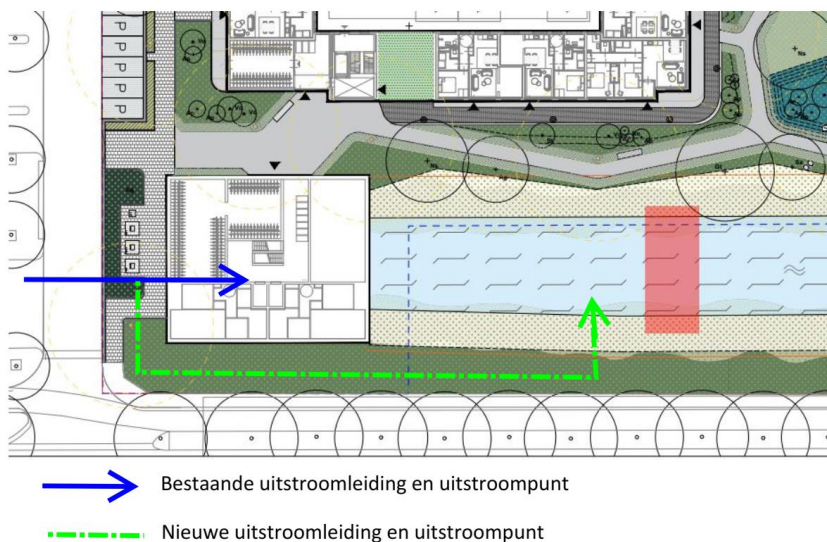 P
P
P
P
P
Bestaande uitstroomleiding en uitstroompunt
Nieuwe uitstroomleiding en uitstroompunt